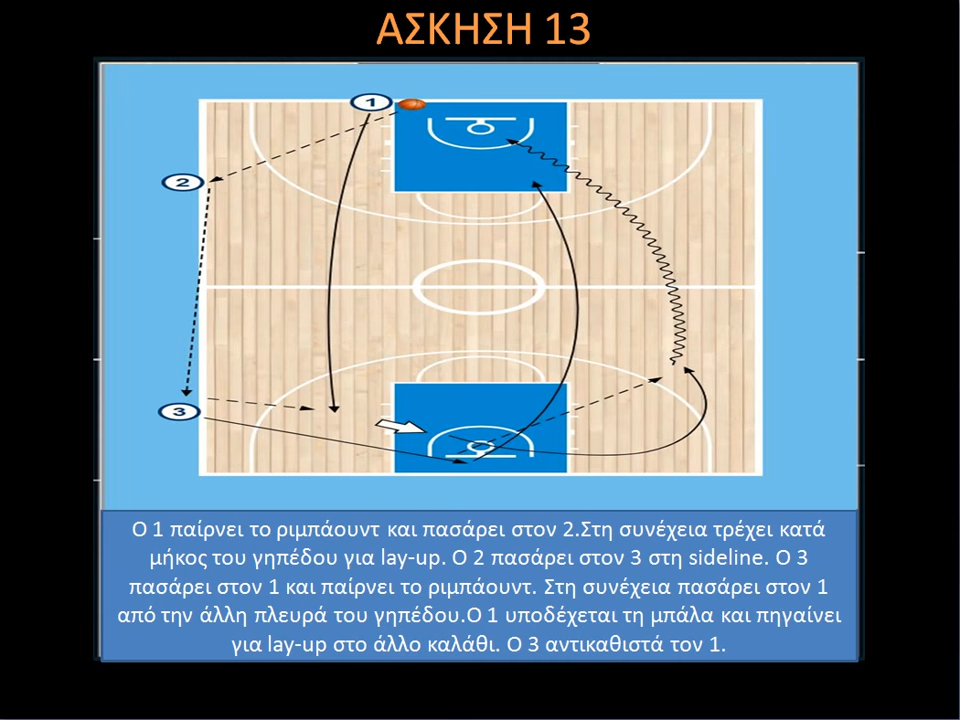 ΑΣΚΗΣΗ 13
1
2
3
Ο 1 παίρνει το ριμπάουντ και πασάρει στον 2.Στη συνέχεια τρέχει κατά
μήκος του γηπέδου για lay-up. Ο 2 πασάρει στον 3 στη sideline. Ο 3
πασάρει στον 1 και παίρνει το ριμπάουντ. Στη συνέχεια πασάρει στον 1
από την άλλη πλευρά του γηπέδου.Ο 1 υποδέχεται τη μπάλα και πηγαίνει
για lay-up στο άλλο καλάθι. Ο 3 αντικαθιστά τον 1.